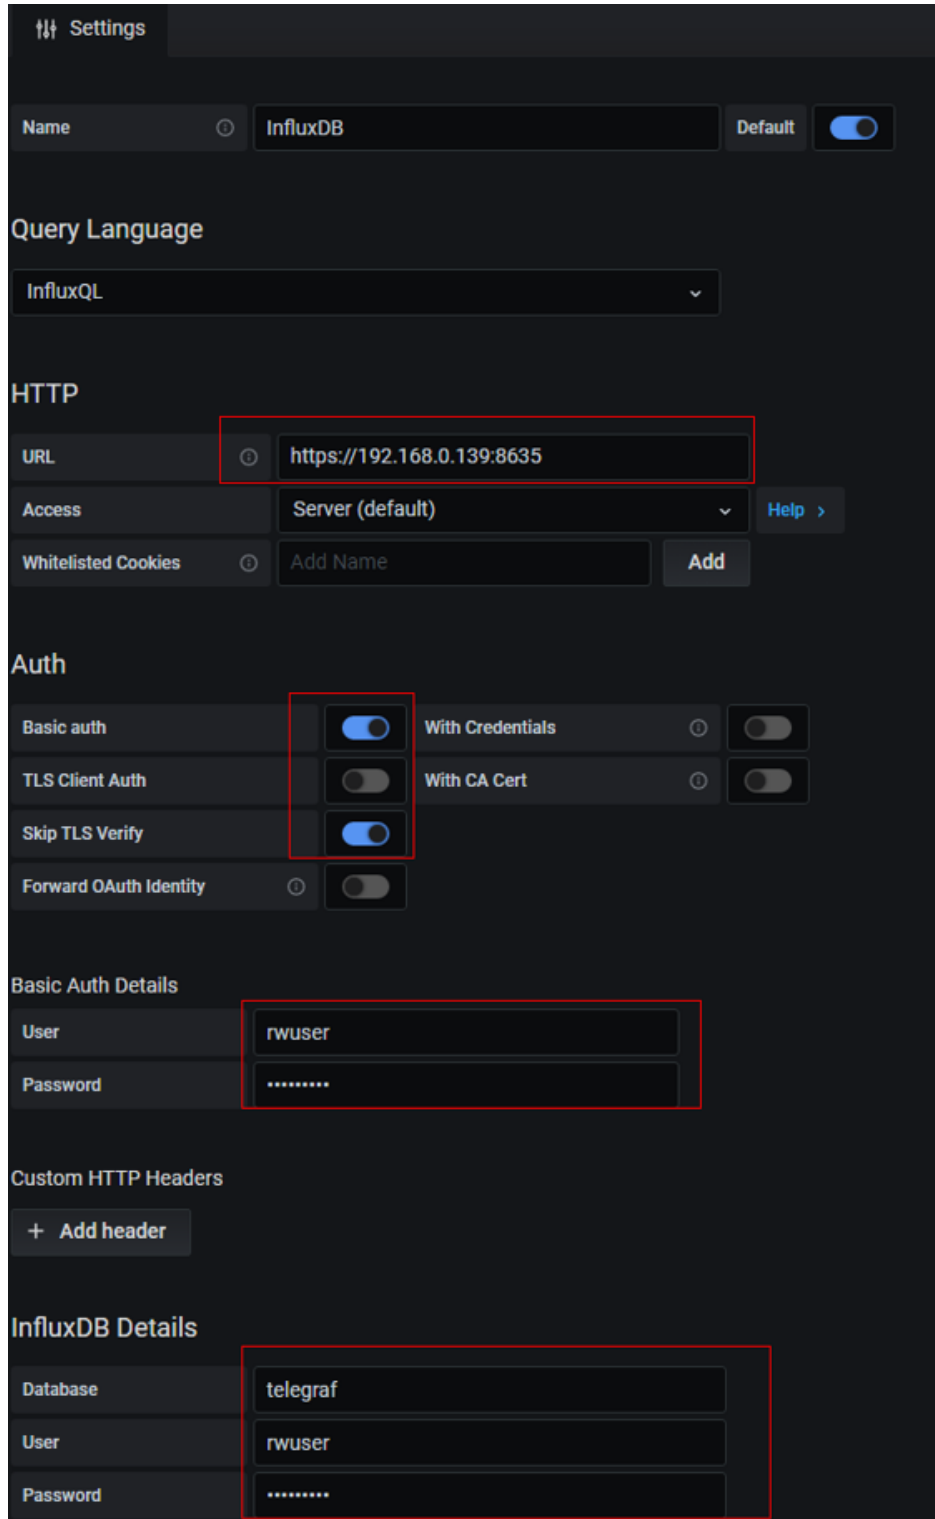 Settings
Name InfluxDB Default
Query Language
InfluxQL
HTTP
URL https://192.168.0.139:8635
Access Server (default) Help >
Whitelisted Cookies Add Name Add
Auth
Basic auth With Credentials
TLS Client Auth With CA Cert
Skip TLS Verify
Forward OAuth Identity
Basic Auth Details
User rwuser
Password •••••••••
Custom HTTP Headers
+ Add header
InfluxDB Details
Database telegraf
User rwuser
Password •••••••••